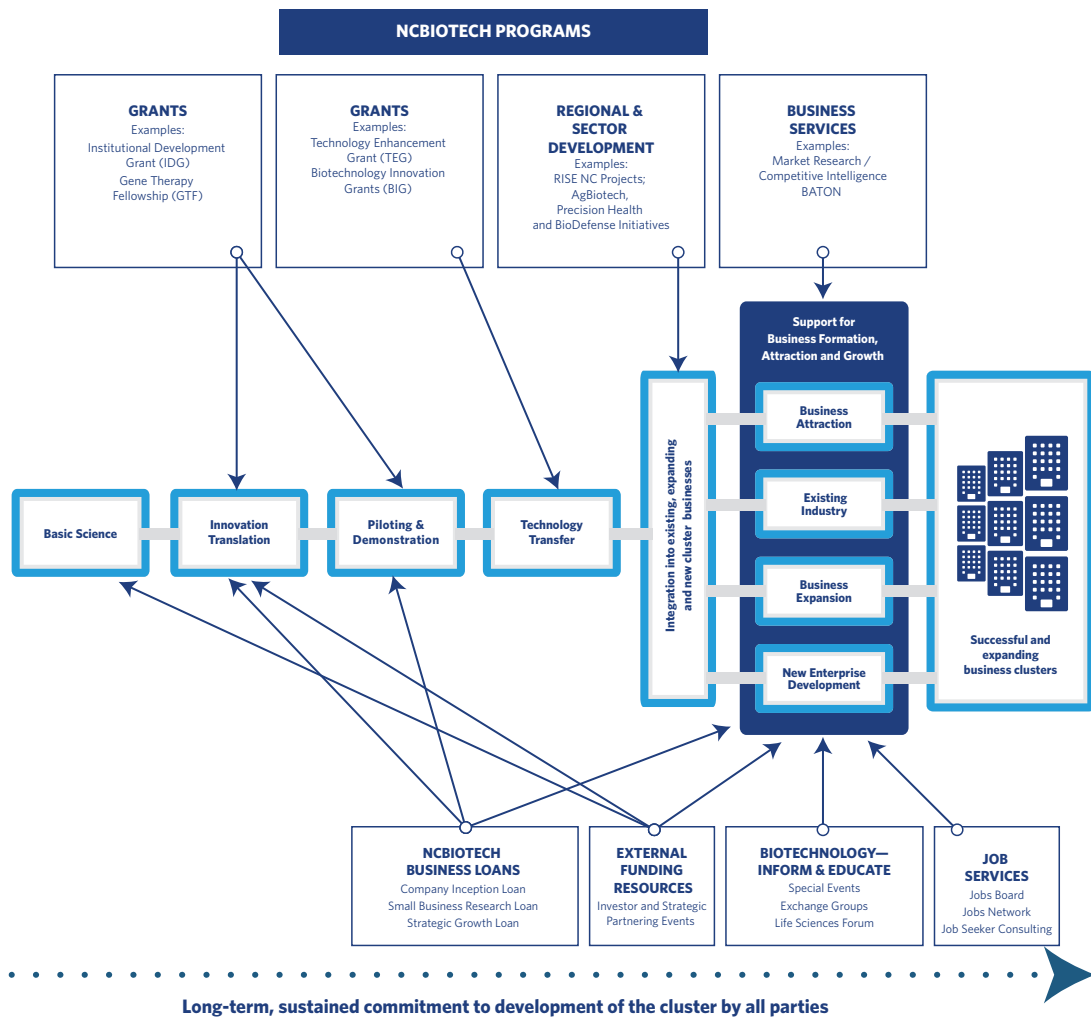 NCBIOTECH PROGRAMS
GRANTS
Examples:
Institutional Development
Grant (IDG)
Gene Therapy
Fellowship (GTF)
GRANTS
Examples:
Technology Enhancement
Grant (TEG)
Biotechnology Innovation
Grants (BIG)
REGIONAL &
SECTOR
DEVELOPMENT
Examples:
RISE NC Projects;
AgBiotech,
Precision Health
and BioDefense Initiatives
BUSINESS
SERVICES
Examples:
Market Research /
Competitive Intelligence
BATON
Support for
Business Formation,
Attraction and Growth
Basic Science
Innovation
Translation
Piloting &
Demonstration
Technology
Transfer
Integration into existing, expanding
and new cluster businesses
Business
Attraction
Existing
Industry
Business
Expansion
New Enterprise
Development
Successful and
expanding
business clusters
NCBIOTECH
BUSINESS LOANS
Company Inception Loan
Small Business Research Loan
Strategic Growth Loan
EXTERNAL
FUNDING
RESOURCES
Investor and Strategic
Partnering Events
BIOTECHNOLOGY—
INFORM & EDUCATE
Special Events
Exchange Groups
Life Sciences Forum
JOB
SERVICES
Jobs Board
Jobs Network
Job Seeker Consulting
Long-term, sustained commitment to development of the cluster by all parties